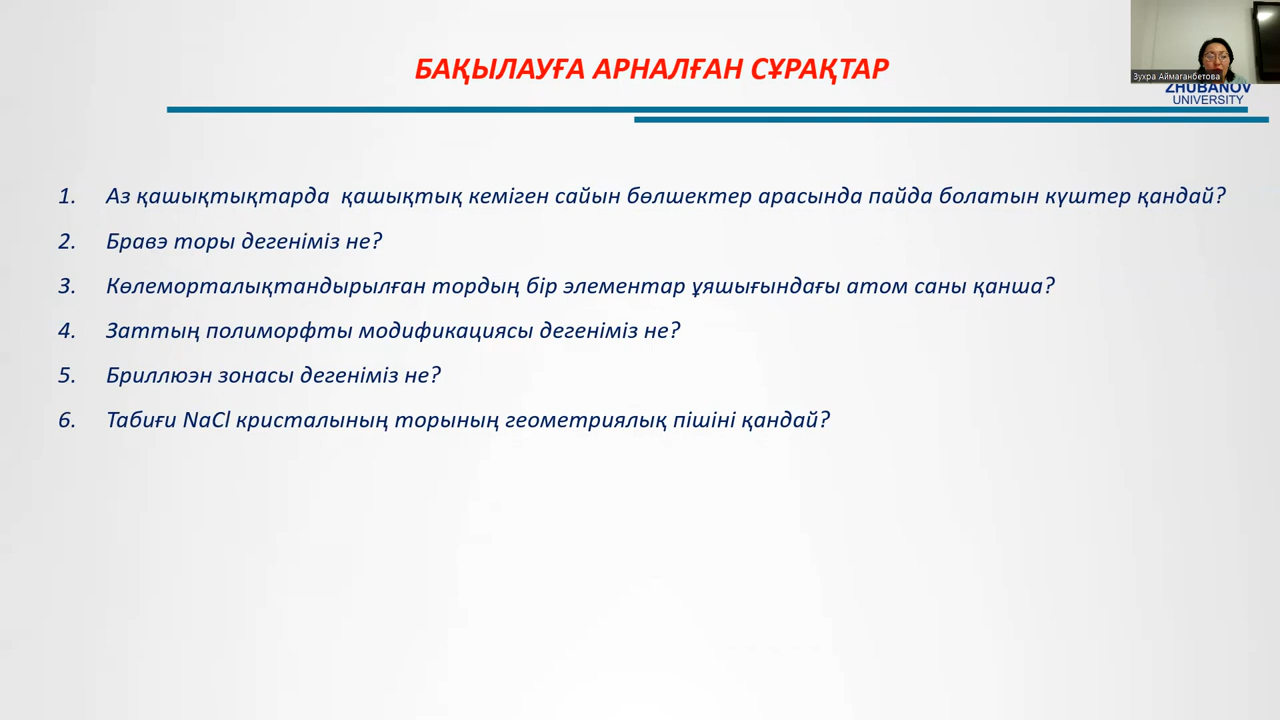 БАҚЫЛАУҒА АРНАЛҒАН СҰРАҚТАР
Зухра Аймаганбетова
ZHUBANOV
UNIVERSITY
1. Аз қашықтықтарда қашықтық кеміген сайын бөлшектер арасында пайда болатын күштер қандай?
2. Бравэ торы дегеніміз не?
3. Көлеморталықтандырылған тордың бір элементар ұяшығындағы атом саны қанша?
4. Заттың полиморфты модификациясы дегеніміз не?
5. Бриллюэн зонасы дегеніміз не?
6. Табиғи NaCl кристалының торының геометриялық пішіні қандай?